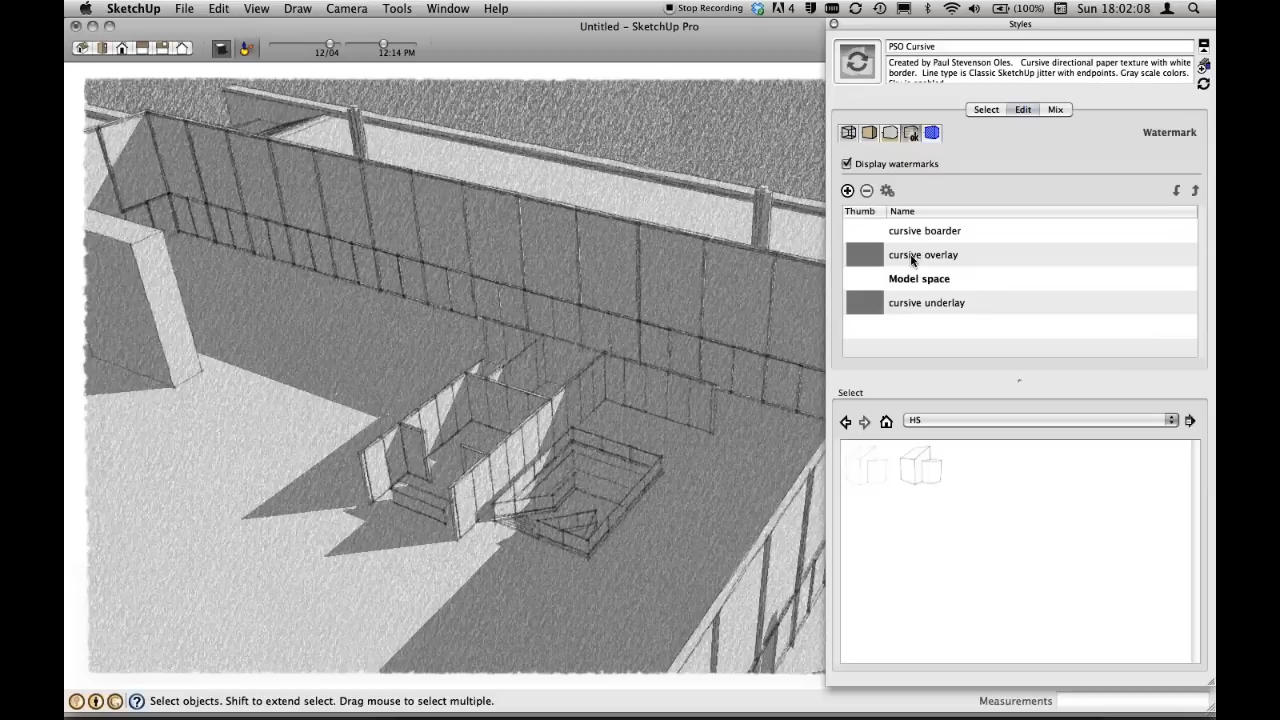 SketchUp File Edit View Draw Camera Tools Window Help Stop Recording 4 (100%) Sun 18:02:08
Untitled - SketchUp Pro
Styles
12/04 12:14 PM
PSO Cursive
Created by Paul Stevenson Oles. Cursive directional paper texture with white
border. Line type is Classic SketchUp jitter with endpoints. Gray scale colors.
Select Edit Mix
Watermark
Display watermarks
Thumb Name
cursive boarder
cursive overlay
Model space
cursive underlay
Select
HS
Select objects. Shift to extend select. Drag mouse to select multiple.
Measurements